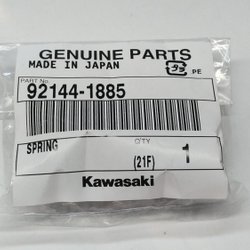 GENUINE PARTS
MADE IN JAPAN
PE
PART No.
92144-1885
SPRING
Q'TY
(21F)
1
Kawasaki